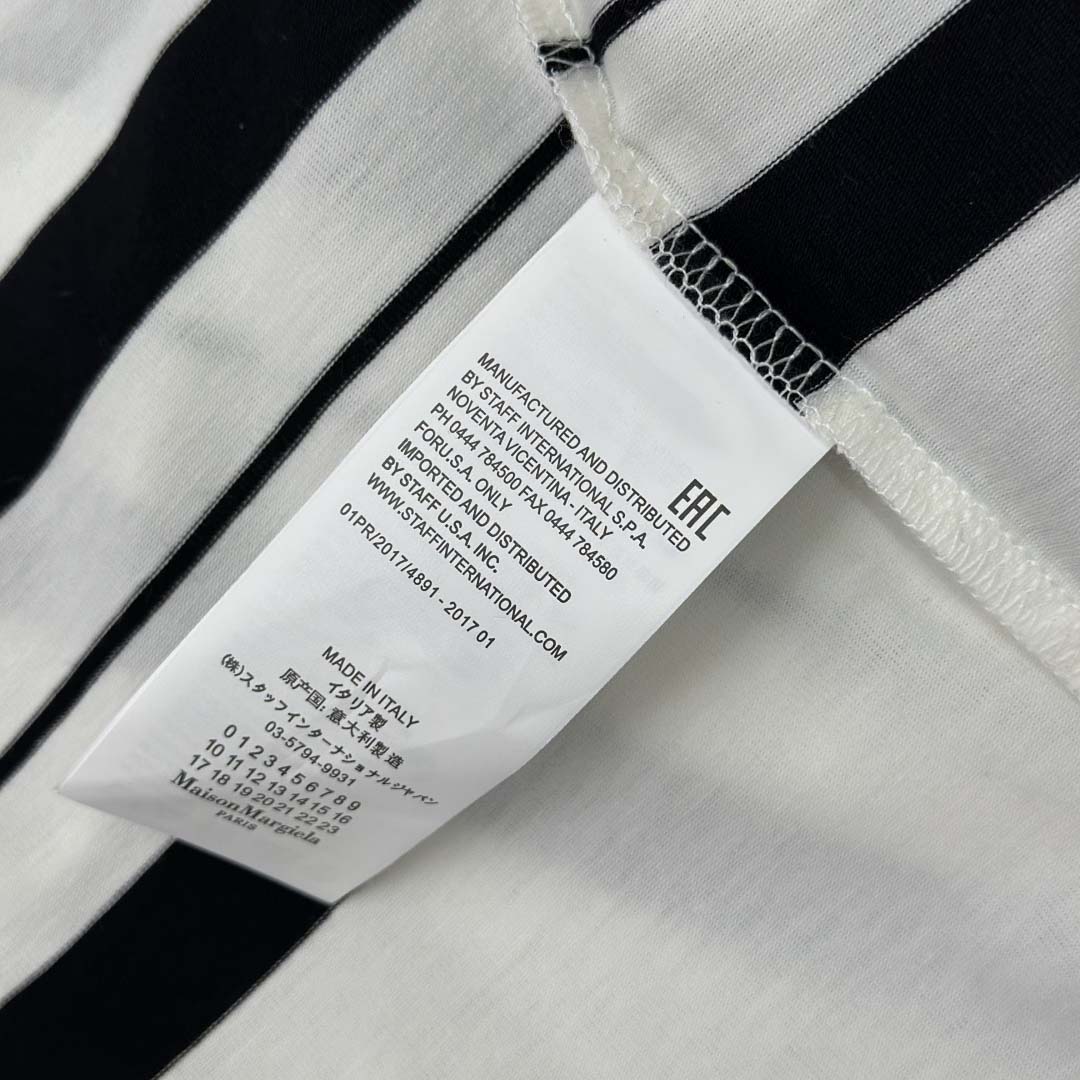 EAC
MANUFACTURED AND DISTRIBUTED
BY STAFF INTERNATIONAL S.P.A.
NOVENTA VICENTINA - ITALY
PH 0444 784500 FAX 0444 784580
FOR U.S.A. ONLY
IMPORTED AND DISTRIBUTED
BY STAFF U.S.A. INC.
WWW.STAFFINTERNATIONAL.COM
01PR/2017/4891 - 2017 01
MADE IN ITALY
イタリア製
原产国: 意大利製造
(株)スタッフインターナショナルジャパン
03-5794-9931
0 1 2 3 4 5 6 7 8 9
10 11 12 13 14 15 16
17 18 19 20 21 22 23
Maison Margiela
PARIS